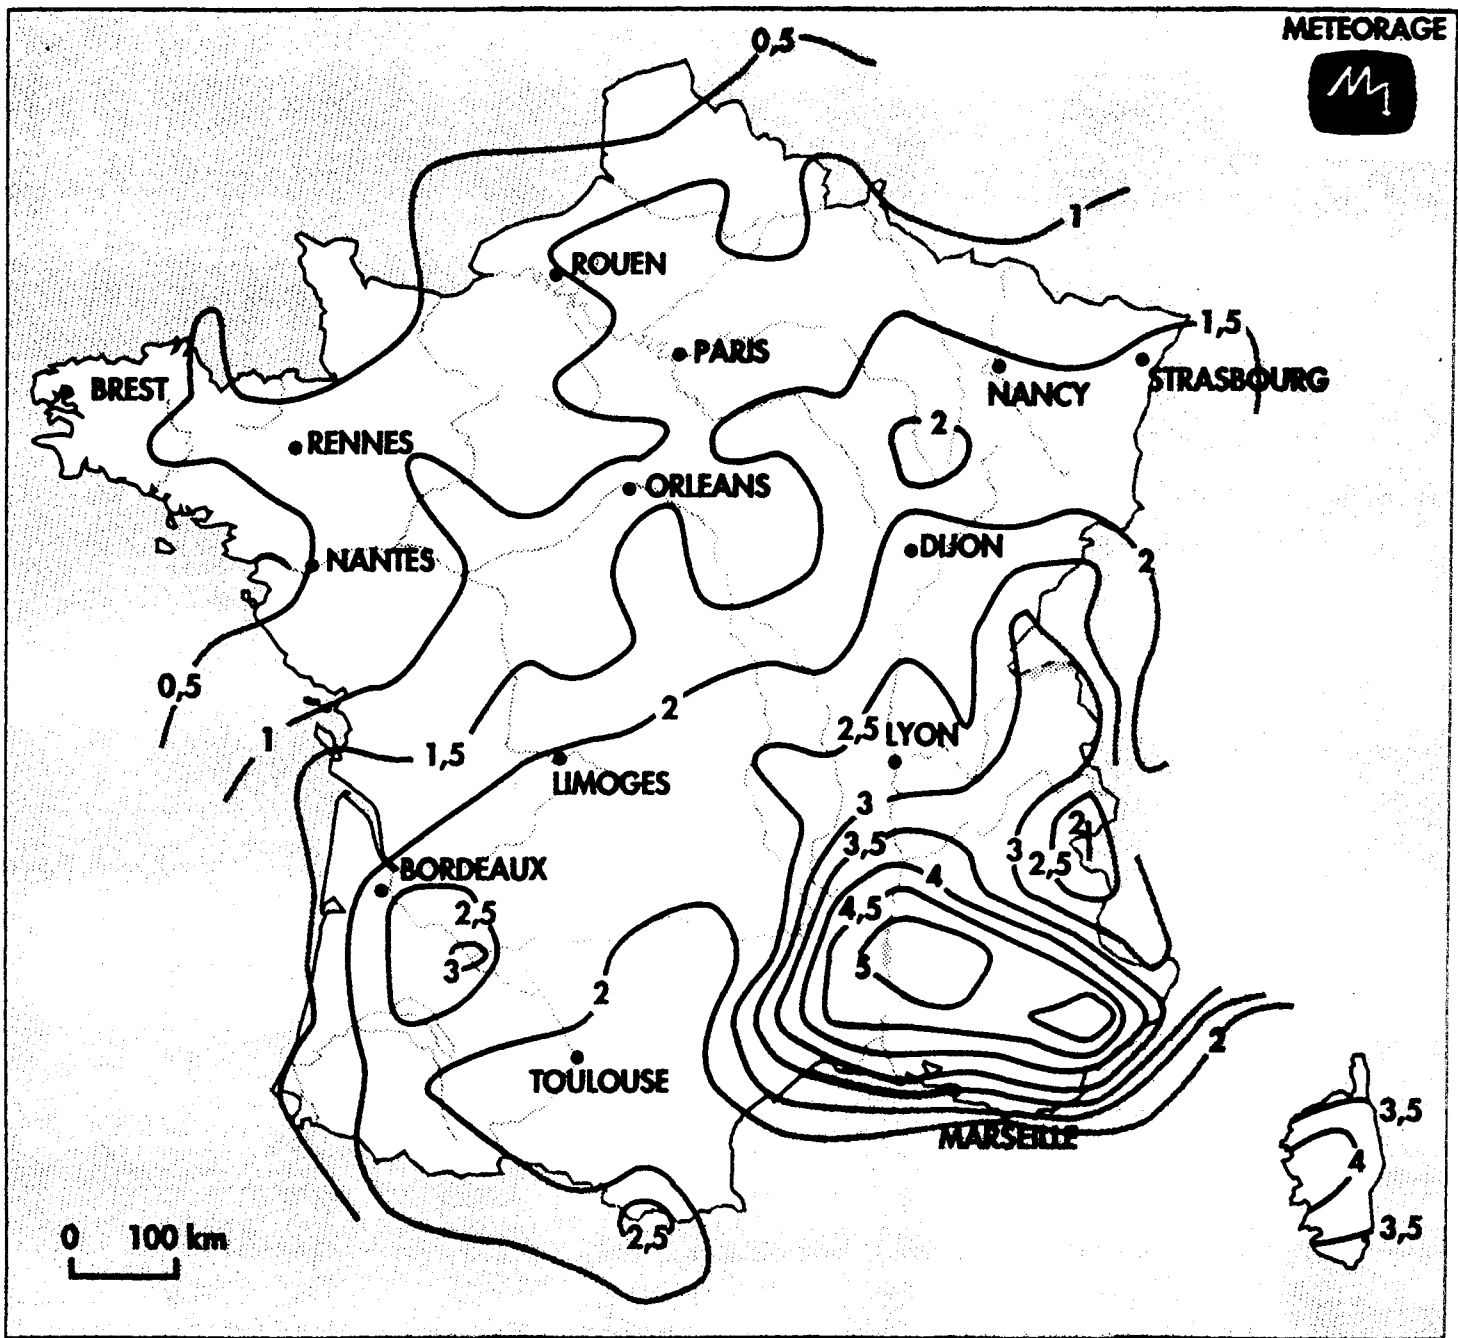 METEORAGE
0,5
1
ROUEN
1,5
PARIS
STRASBOURG
BREST
NANCY
2
RENNES
ORLEANS
DIJON
NANTES
2
0,5
2
2,5 LYON
1
1,5
LIMOGES
3
2
3,5
3
2,5
BORDEAUX
4
4,5
2,5
3
5
2
2
TOULOUSE
3,5
MARSEILLE
4
2,5
3,5
0 100 km